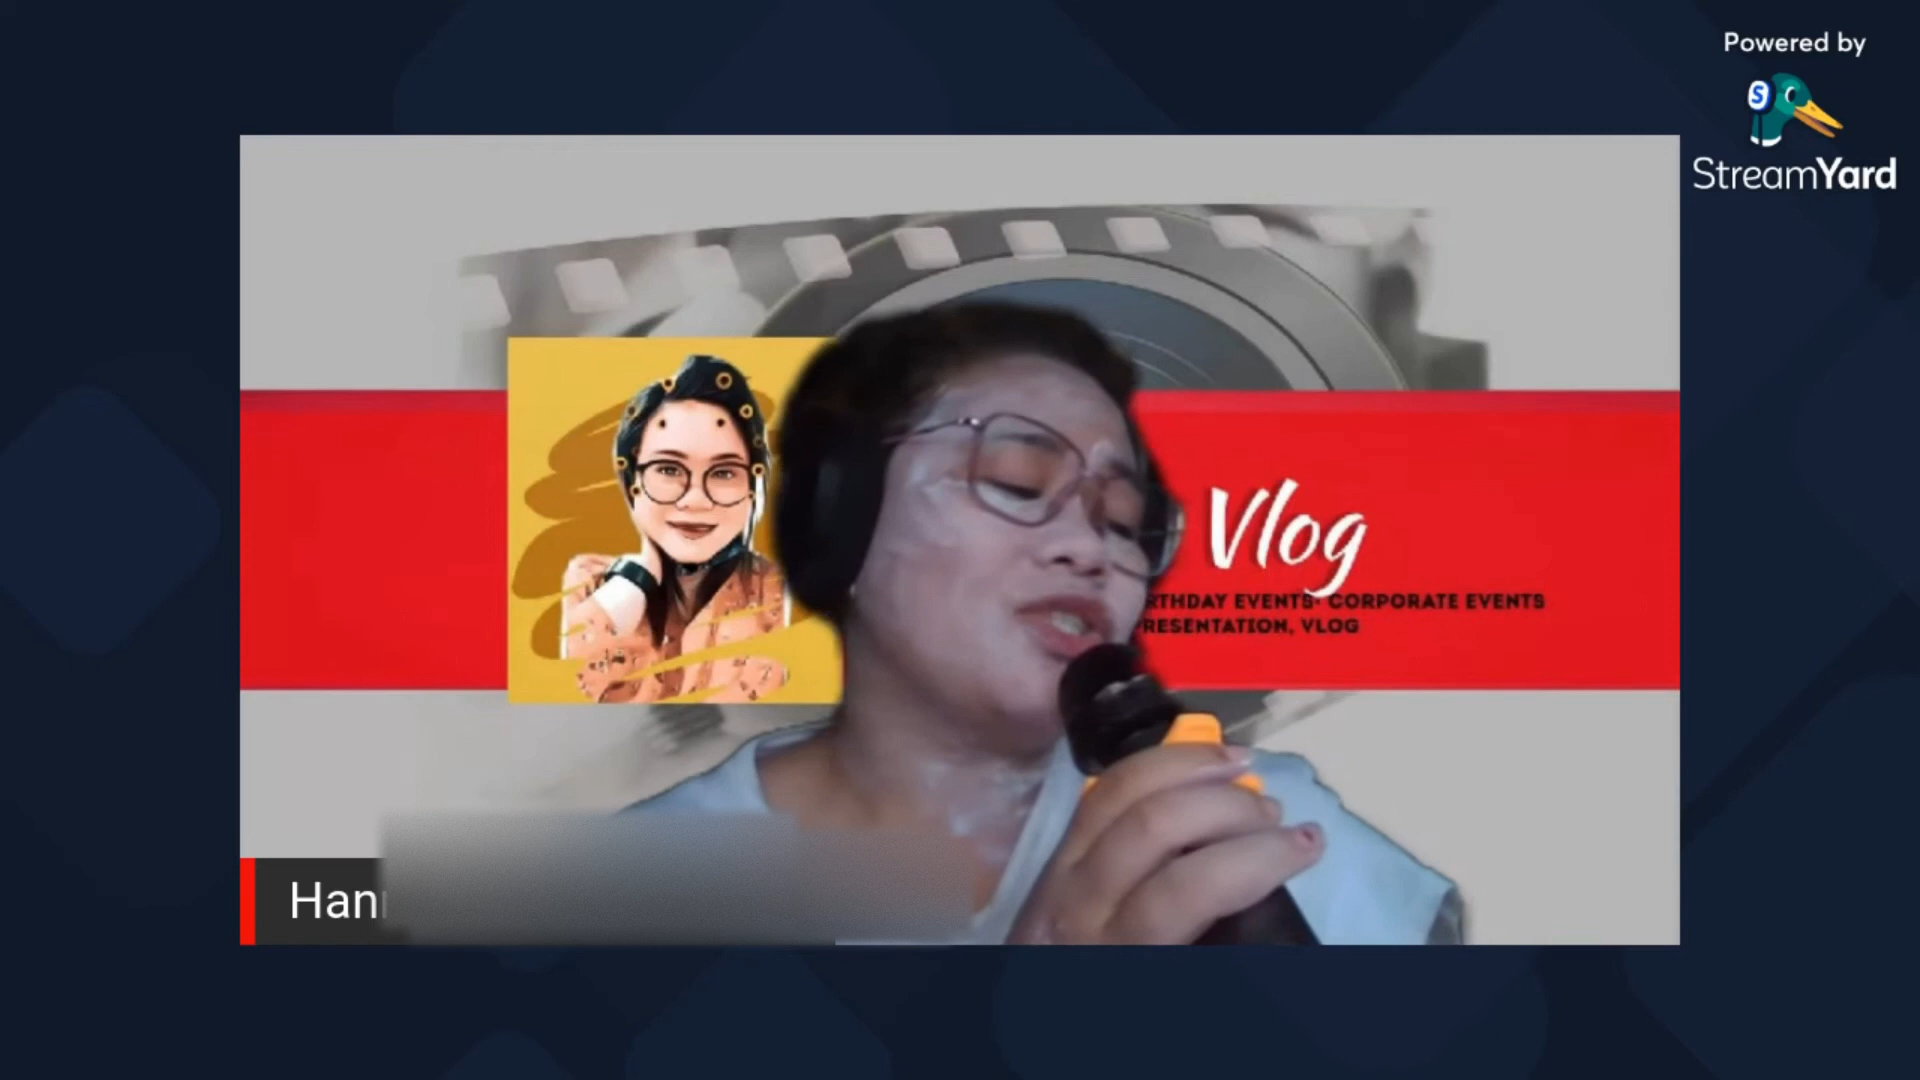 Powered by
S
StreamYard
Vlog
RTHDAY EVENTS· CORPORATE EVENTS
RESENTATION, VLOG
Han